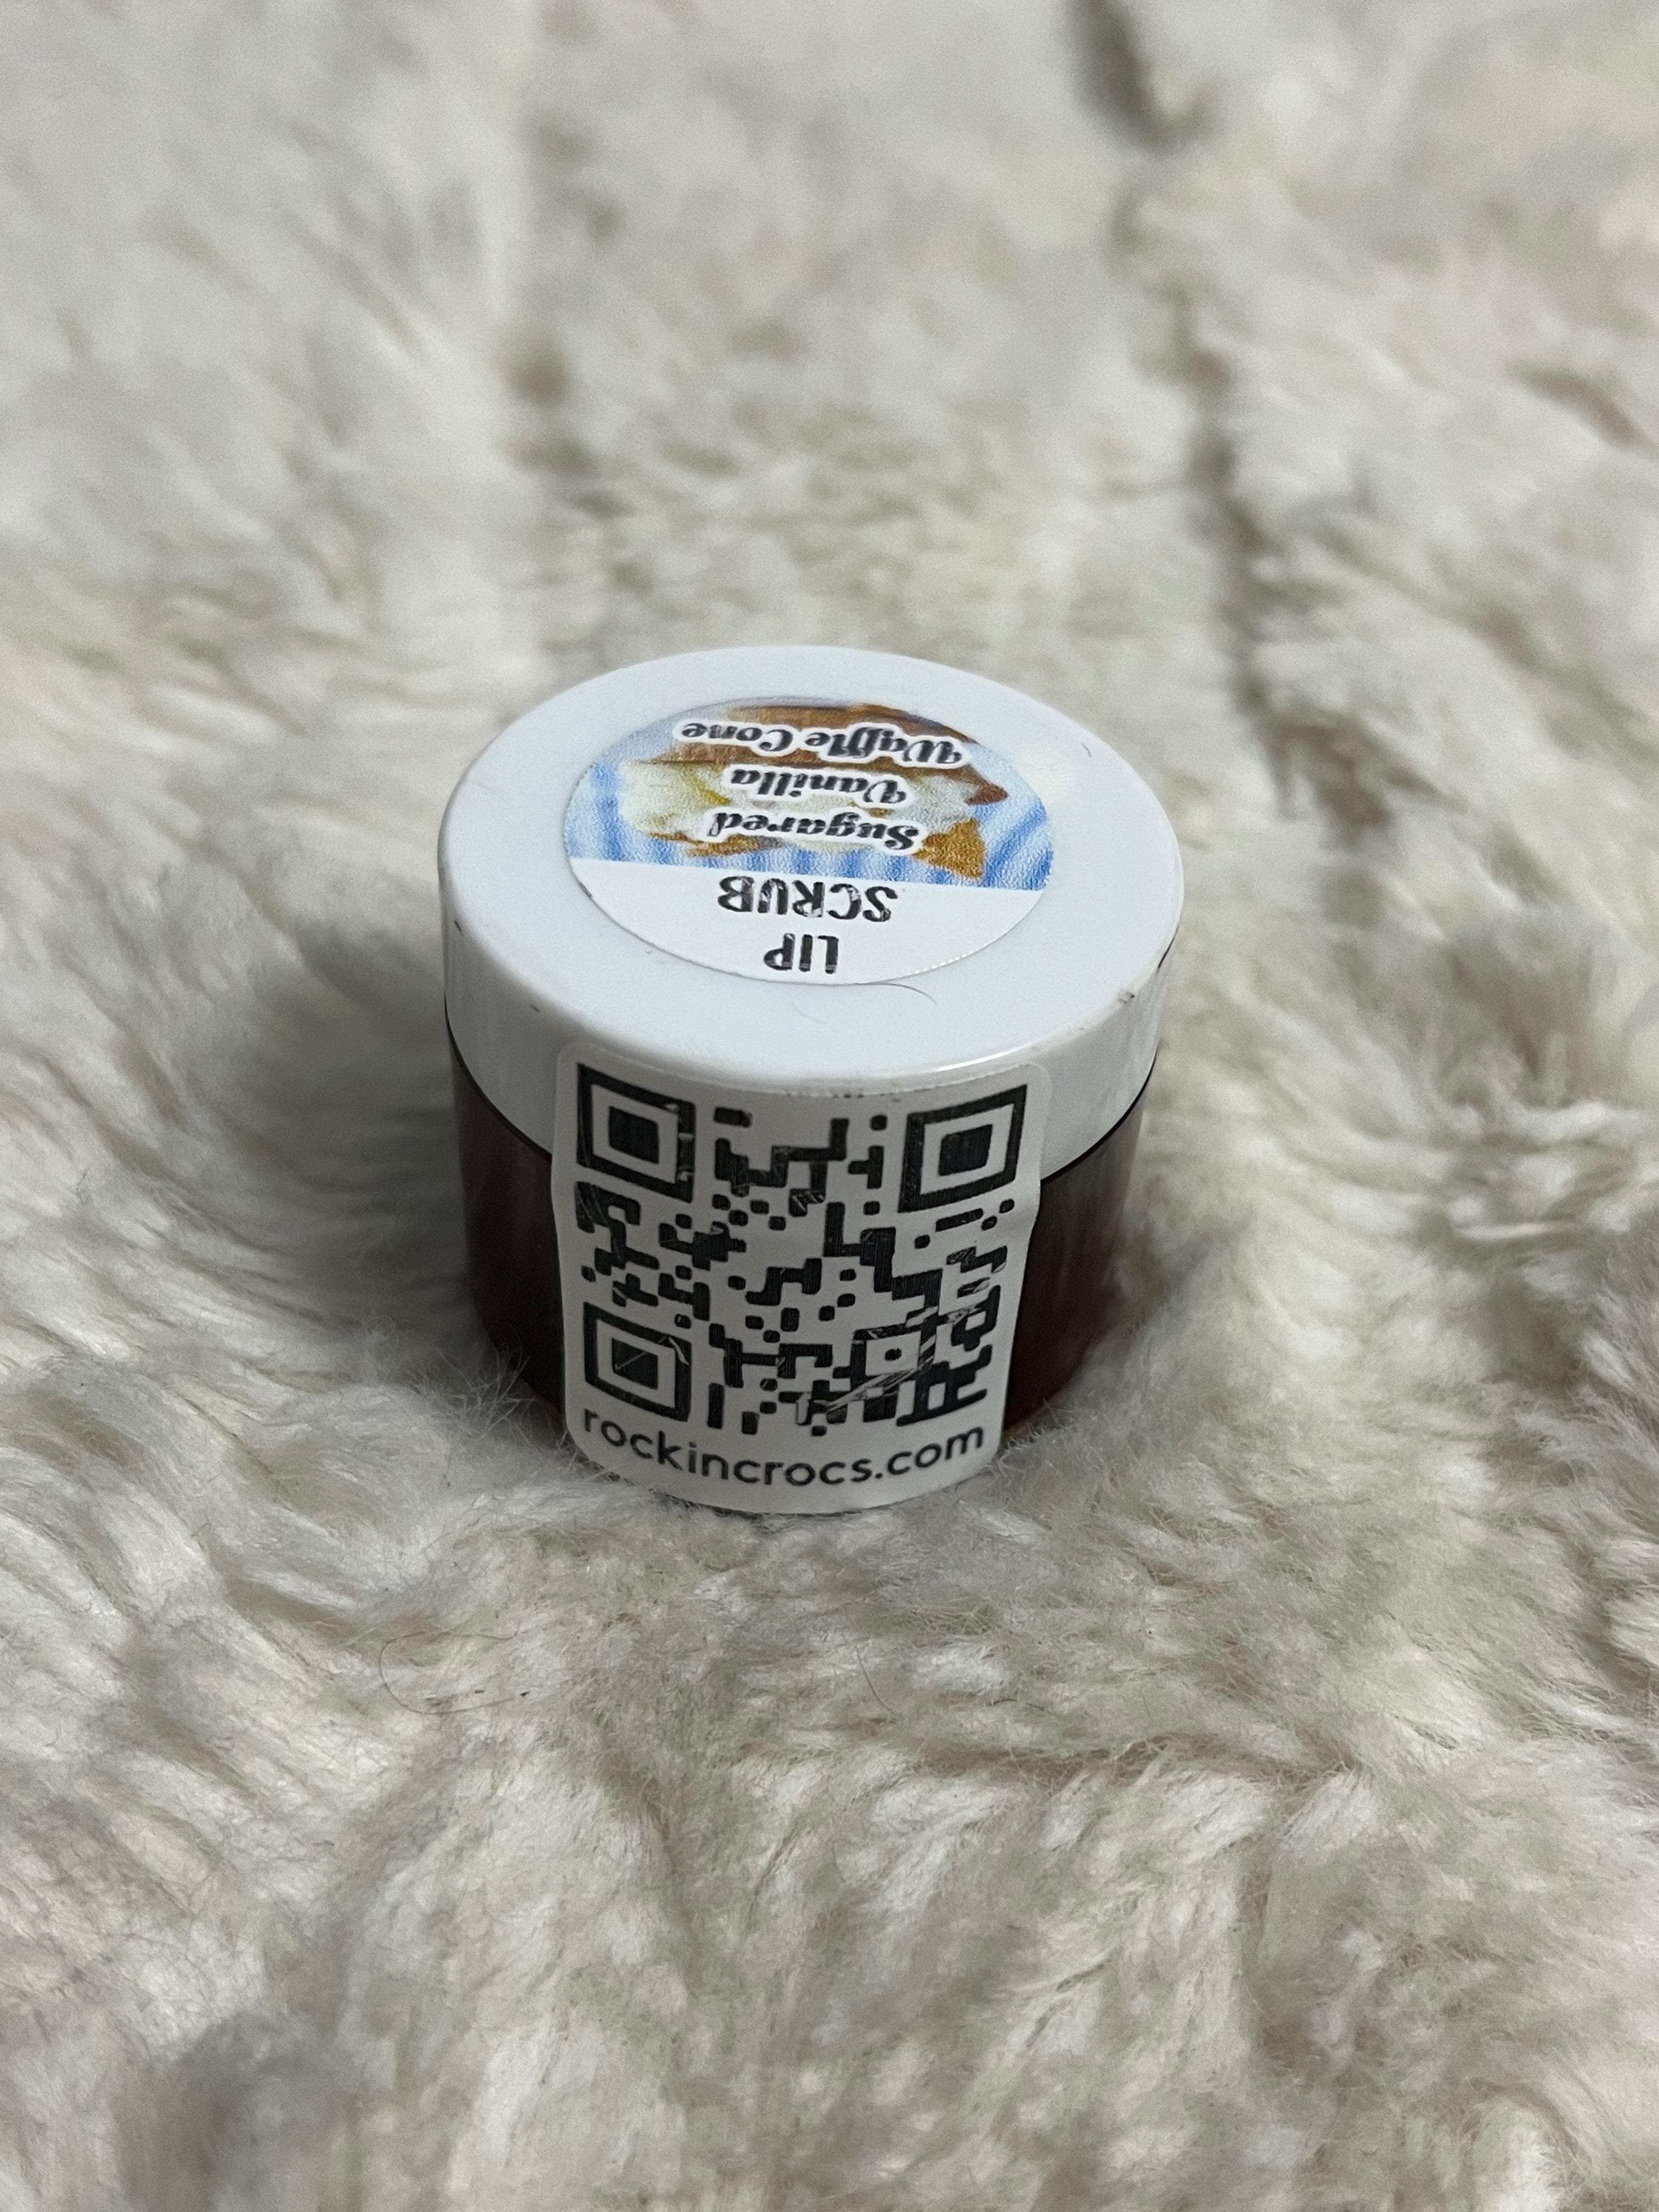 LIP
SCRUB
Sugared
Vanilla
Waffle Cone
rockincrocs.com